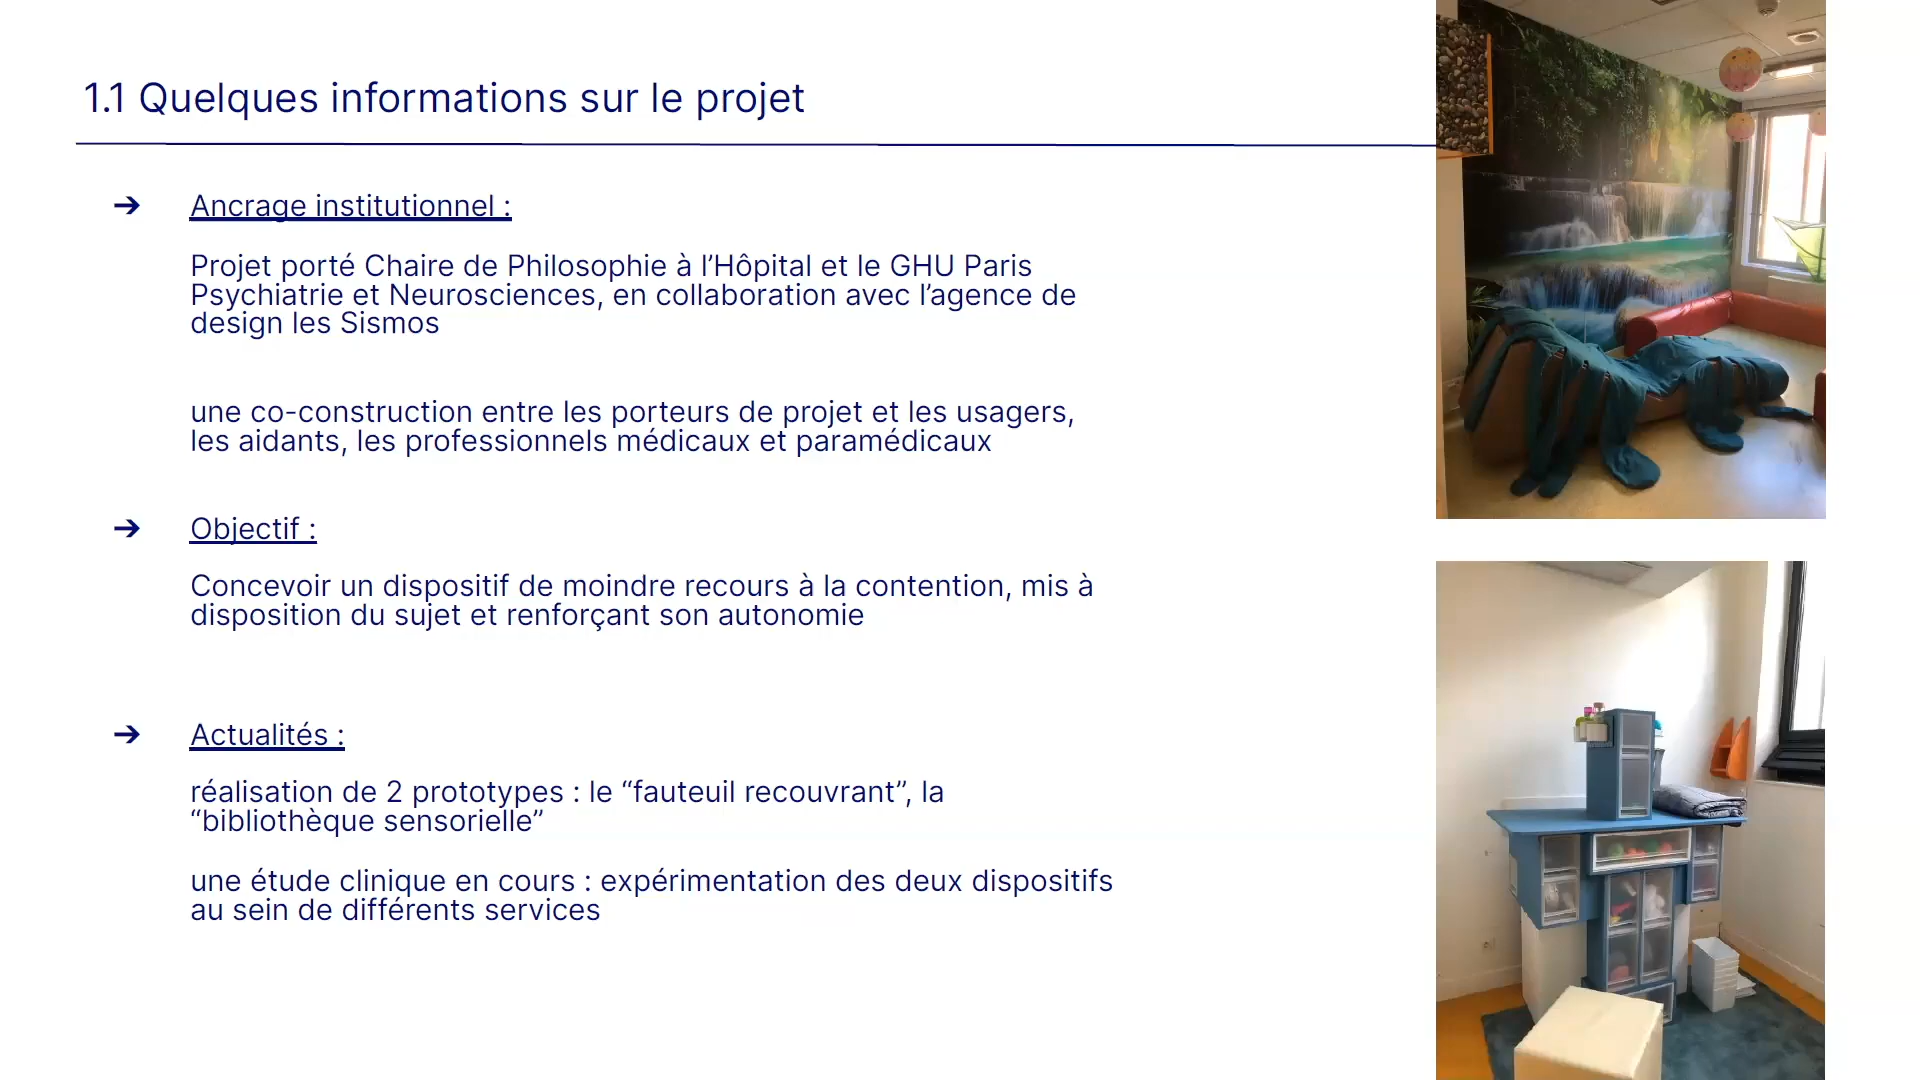 1.1 Quelques informations sur le projet
➔ Ancrage institutionnel :
Projet porté Chaire de Philosophie à l’Hôpital et le GHU Paris
Psychiatrie et Neurosciences, en collaboration avec l’agence de
design les Sismos
une co-construction entre les porteurs de projet et les usagers,
les aidants, les professionnels médicaux et paramédicaux
➔ Objectif :
Concevoir un dispositif de moindre recours à la contention, mis à
disposition du sujet et renforçant son autonomie
➔ Actualités :
réalisation de 2 prototypes : le “fauteuil recouvrant”, la
“bibliothèque sensorielle”
une étude clinique en cours : expérimentation des deux dispositifs
au sein de différents services